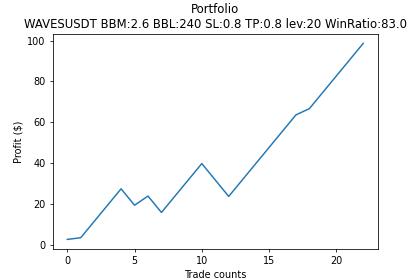 Portfolio
WAVESUSDT BBM:2.6 BBL:240 SL:0.8 TP:0.8 lev:20 WinRatio:83.0
100
80
60
40
20
0
Profit ($)
0 5 10 15 20
Trade counts